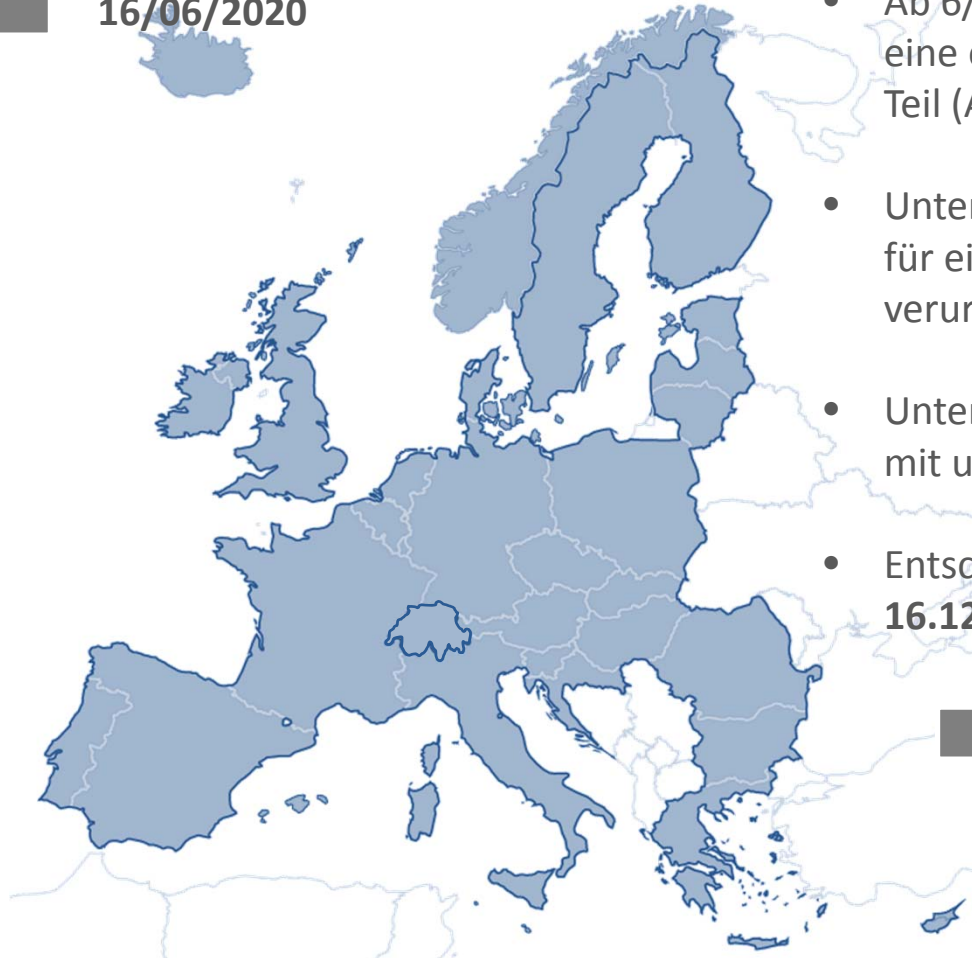 16/06/2020
• Ab 6/
eine
Teil (
• Unter
für ei
verur
• Unter
mit u
• Entsc
16.12